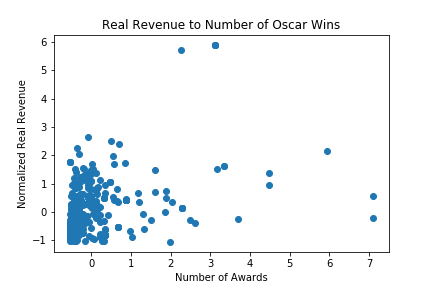 Real Revenue to Number of Oscar Wins
6
5
4
3
2
1
0
−1
Normalized Real Revenue
0 1 2 3 4 5 6 7
Number of Awards